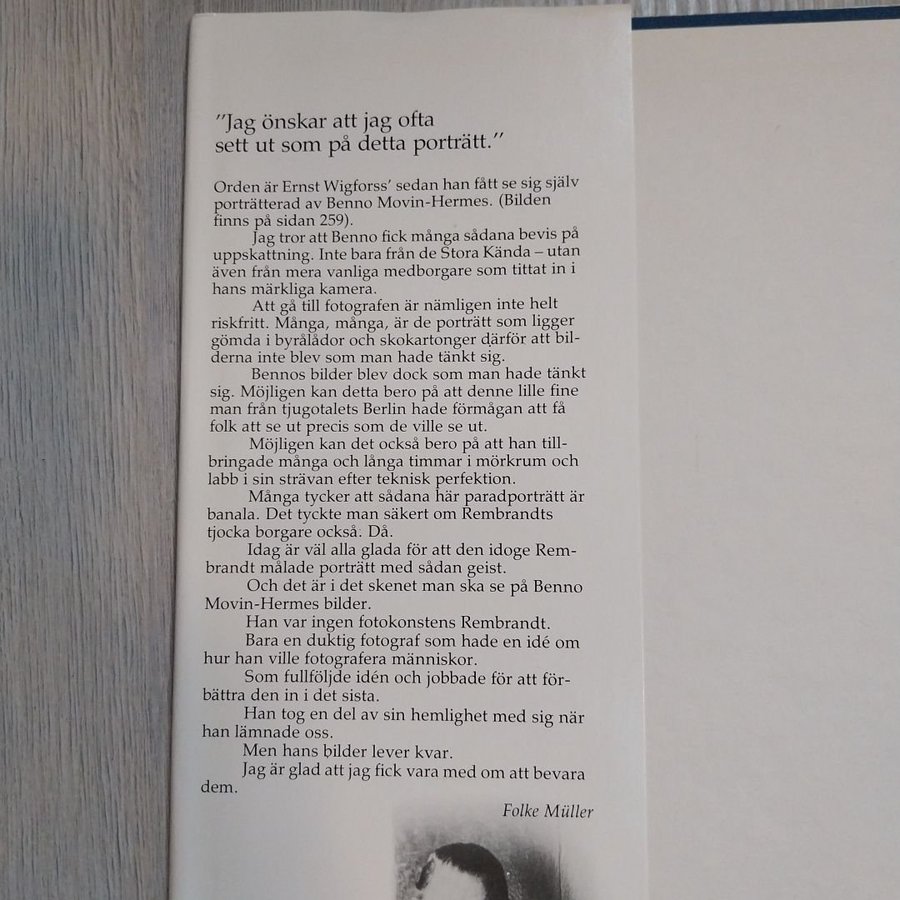 ”Jag önskar att jag ofta
sett ut som på detta porträtt.”
Orden är Ernst Wigforss’ sedan han fått se sig själv
porträtterad av Benno Movin-Hermes. (Bilden
finns på sidan 259).
Jag tror att Benno fick många sådana bevis på
uppskattning. Inte bara från de Stora Kända – utan
även från mera vanliga medborgare som tittat in i
hans märkliga kamera.
Att gå till fotografen är nämligen inte helt
riskfritt. Många, många, är de porträtt som ligger
gömda i byrålådor och skokartonger därför att bil-
derna inte blev som man hade tänkt sig.
Bennos bilder blev dock som man hade tänkt
sig. Möjligen kan detta bero på att denne lille fine
man från tjugotalets Berlin hade förmågan att få
folk att se ut precis som de ville se ut.
Möjligen kan det också bero på att han till-
bringade många och långa timmar i mörkrum och
labb i sin strävan efter teknisk perfektion.
Många tycker att sådana här paradporträtt är
banala. Det tyckte man säkert om Rembrandts
tjocka borgare också. Då.
Idag är väl alla glada för att den idoge Rem-
brandt målade porträtt med sådan geist.
Och det är i det skenet man ska se på Benno
Movin-Hermes bilder.
Han var ingen fotokonstens Rembrandt.
Bara en duktig fotograf som hade en idé om
hur han ville fotografera människor.
Som fullföljde idén och jobbade för att för-
bättra den in i det sista.
Han tog en del av sin hemlighet med sig när
han lämnade oss.
Men hans bilder lever kvar.
Jag är glad att jag fick vara med om att bevara
dem.
Folke Müller